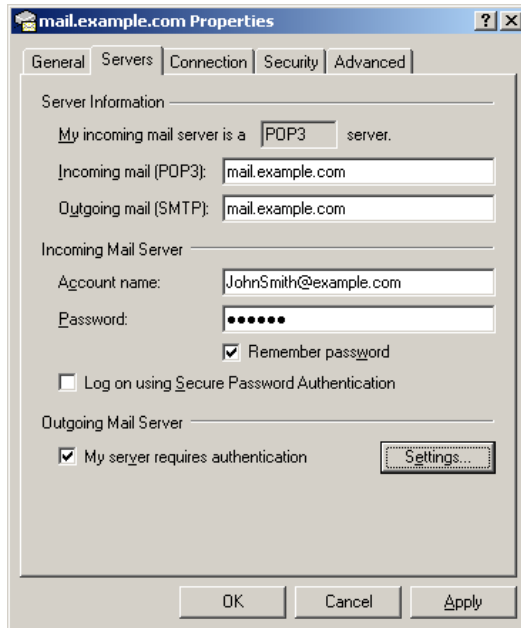 mail.example.com Properties
General Servers Connection Security Advanced
Server Information
My incoming mail server is a POP3 server.
Incoming mail (POP3): mail.example.com
Outgoing mail (SMTP): mail.example.com
Incoming Mail Server
Account name: JohnSmith@example.com
Password: ●●●●●●
Remember password
Log on using Secure Password Authentication
Outgoing Mail Server
My server requires authentication Settings...
OK Cancel Apply